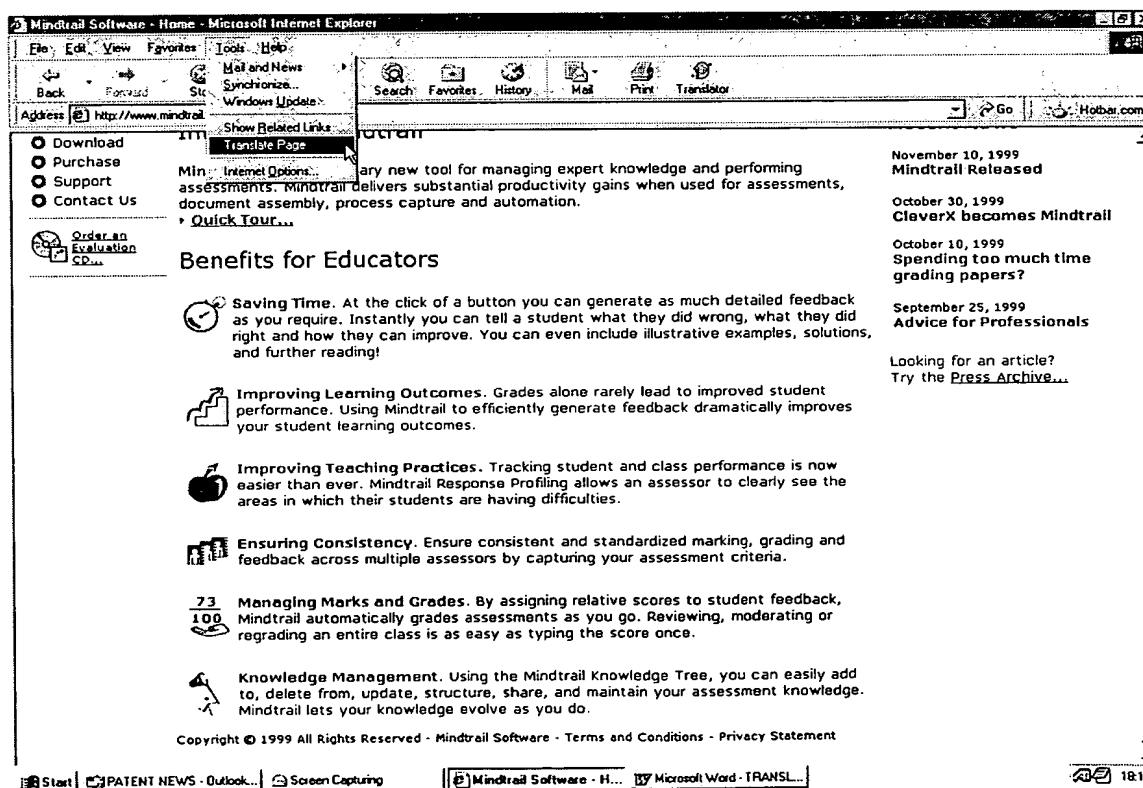 Mindtrail Software - Home - Microsoft Internet Explorer
File Edit View Favorites Tools Help
Mail and News
Synchronize...
Windows Update
Show Related Links
Translate Page
Internet Options...
Back Forward Search Favorites History Mail Print Translator
Address http://www.mindtrail Go Hotbar.com
Download
Purchase
Support
Contact Us
Order an
Evaluation
CD...
Min ary new tool for managing expert knowledge and performing
assessments. Mindtrail delivers substantial productivity gains when used for assessments,
document assembly, process capture and automation.
Quick Tour...
Benefits for Educators
Saving Time. At the click of a button you can generate as much detailed feedback
as you require. Instantly you can tell a student what they did wrong, what they did
right and how they can improve. You can even include illustrative examples, solutions,
and further reading!
Improving Learning Outcomes. Grades alone rarely lead to improved student
performance. Using Mindtrail to efficiently generate feedback dramatically improves
your student learning outcomes.
Improving Teaching Practices. Tracking student and class performance is now
easier than ever. Mindtrail Response Profiling allows an assessor to clearly see the
areas in which their students are having difficulties.
Ensuring Consistency. Ensure consistent and standardized marking, grading and
feedback across multiple assessors by capturing your assessment criteria.
73
100
Managing Marks and Grades. By assigning relative scores to student feedback,
Mindtrail automatically grades assessments as you go. Reviewing, moderating or
regrading an entire class is as easy as typing the score once.
Knowledge Management. Using the Mindtrail Knowledge Tree, you can easily add
to, delete from, update, structure, share, and maintain your assessment knowledge.
Mindtrail lets your knowledge evolve as you do.
Copyright © 1999 All Rights Reserved - Mindtrail Software - Terms and Conditions - Privacy Statement
November 10, 1999
Mindtrail Released
October 30, 1999
CleverX becomes Mindtrail
October 10, 1999
Spending too much time
grading papers?
September 25, 1999
Advice for Professionals
Looking for an article?
Try the Press Archive...
Start PATENT NEWS - Outlook... Screen Capturing Mindtrail Software - H... Microsoft Word - TRANSL... 18:1